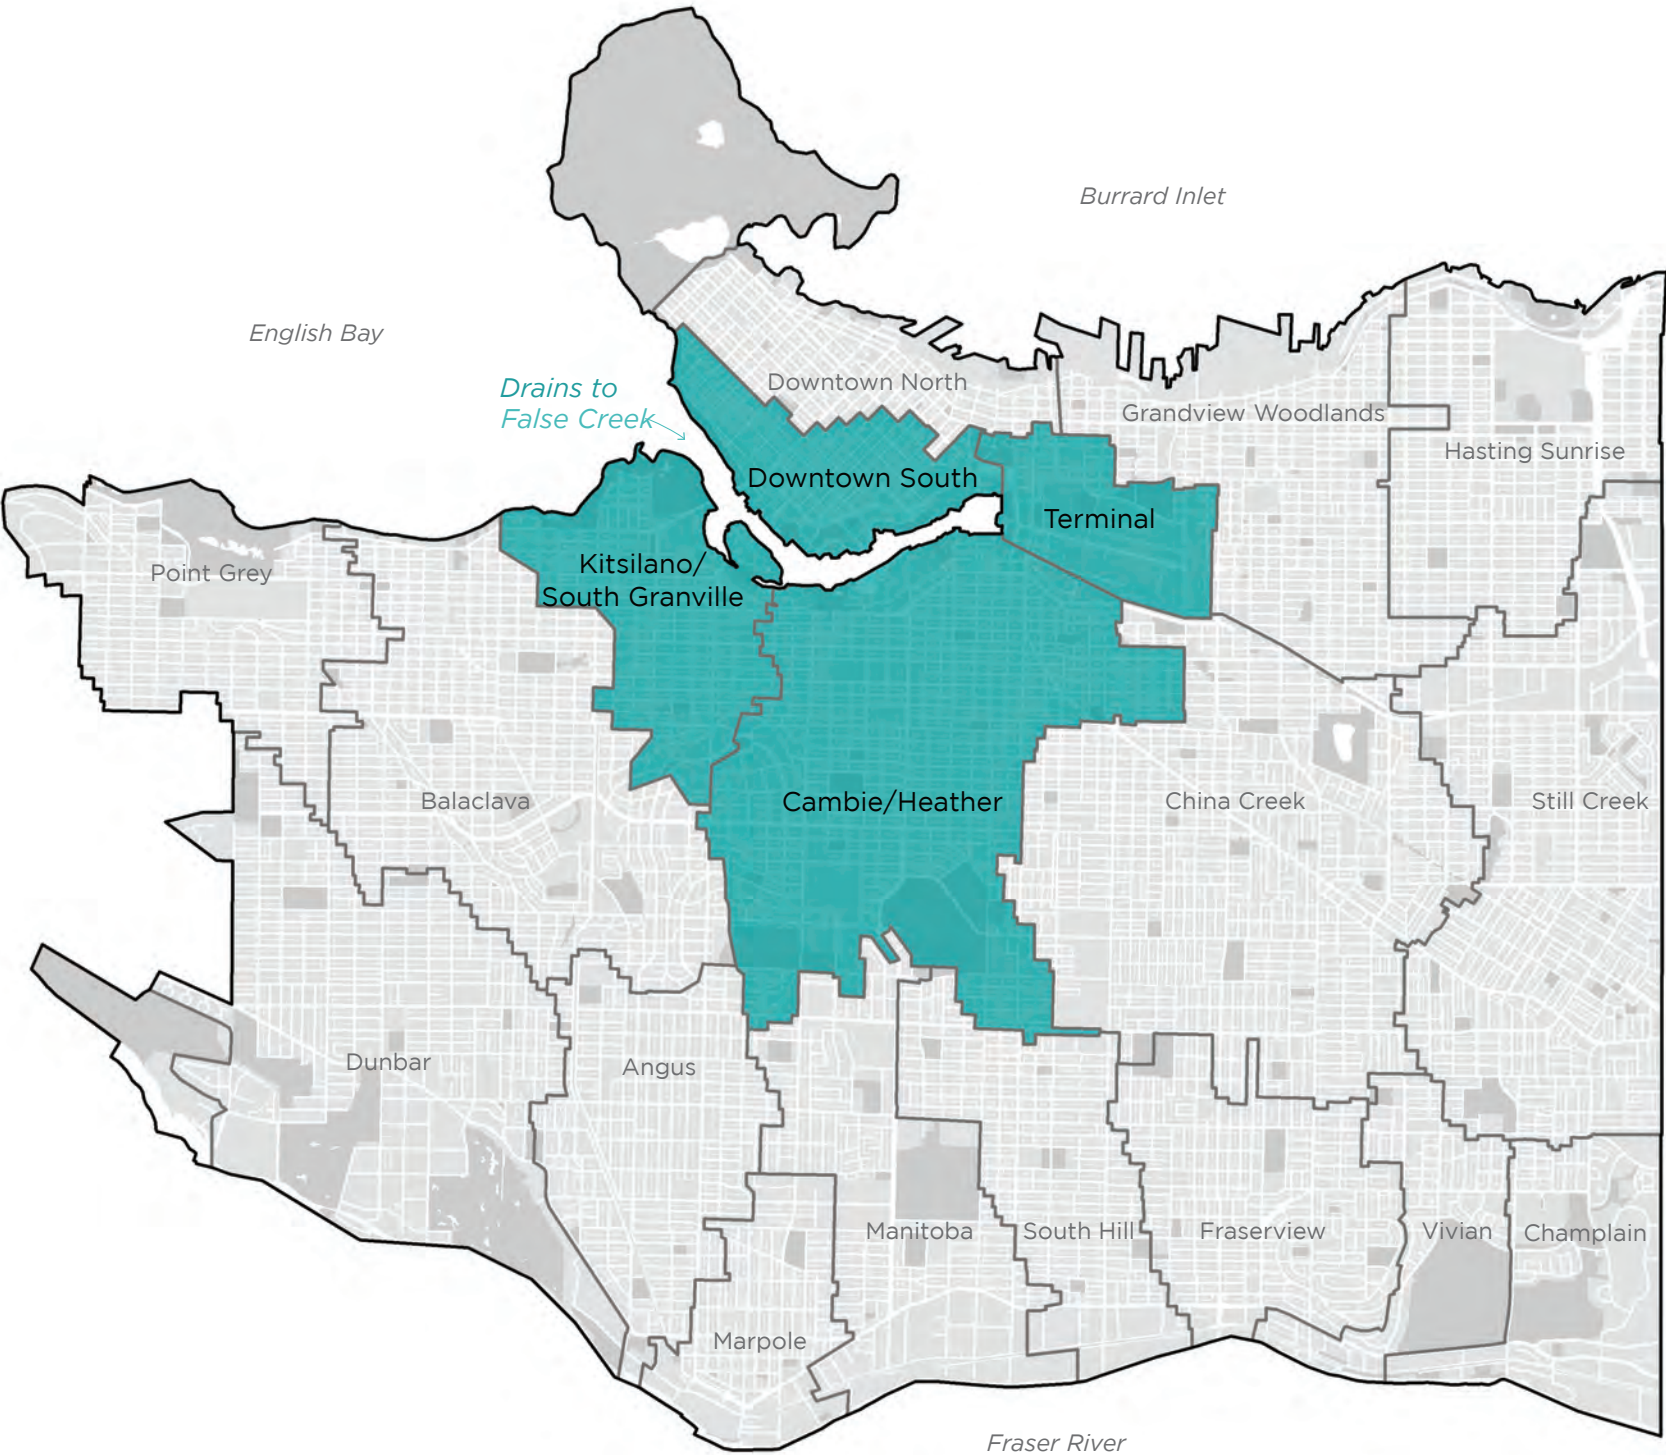 Burrard Inlet
English Bay
Drains to
False Creek
Downtown North
Grandview Woodlands
Hasting Sunrise
Downtown South
Terminal
Kitsilano/
South Granville
Point Grey
Balaclava
Cambie/Heather
China Creek
Still Creek
Dunbar
Angus
Manitoba
South Hill
Fraserview
Vivian
Champlain
Marpole
Fraser River